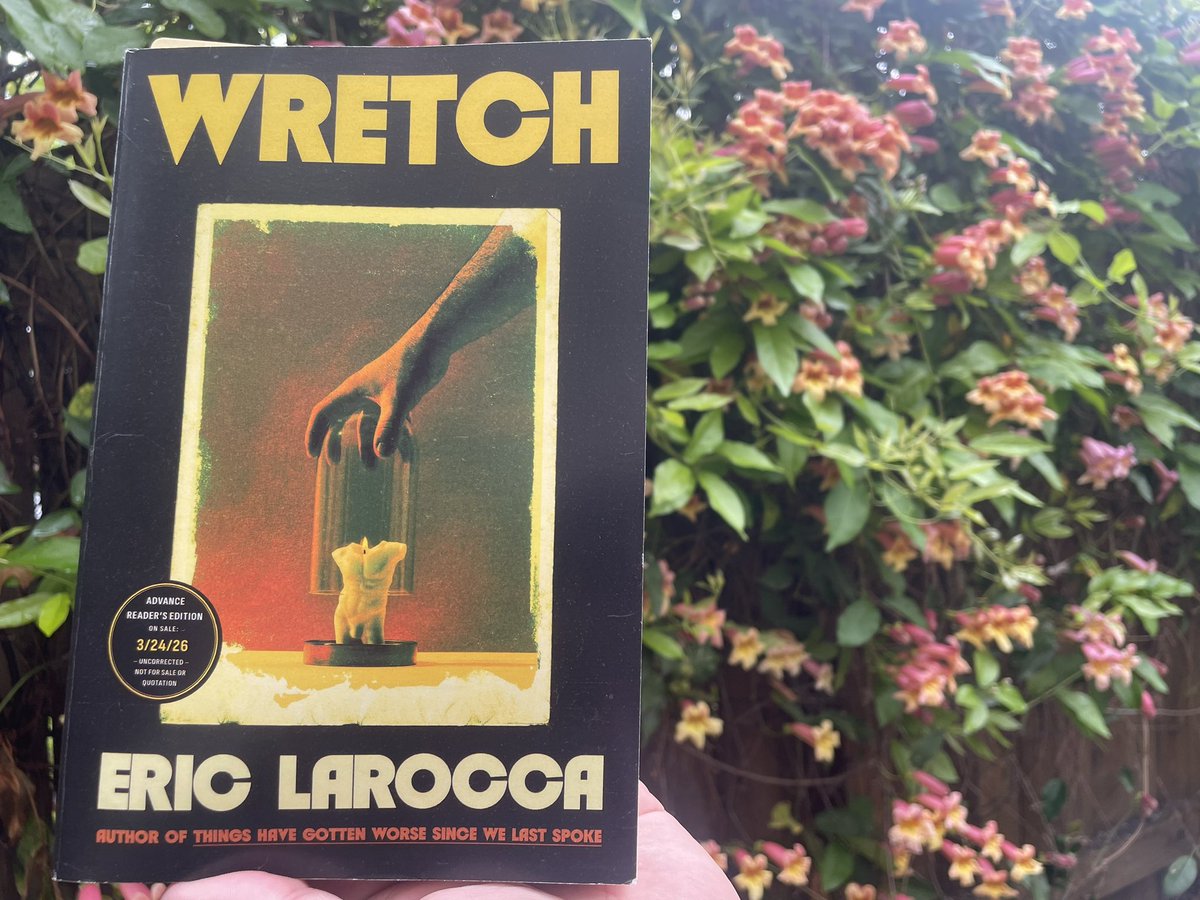 WRETCH
ADVANCE
READER'S EDITION
ON SALE:
3/24/26
– UNCORRECTED –
NOT FOR SALE OR
QUOTATION
ERIC LAROCCA
AUTHOR OF THINGS HAVE GOTTEN WORSE SINCE WE LAST SPOKE